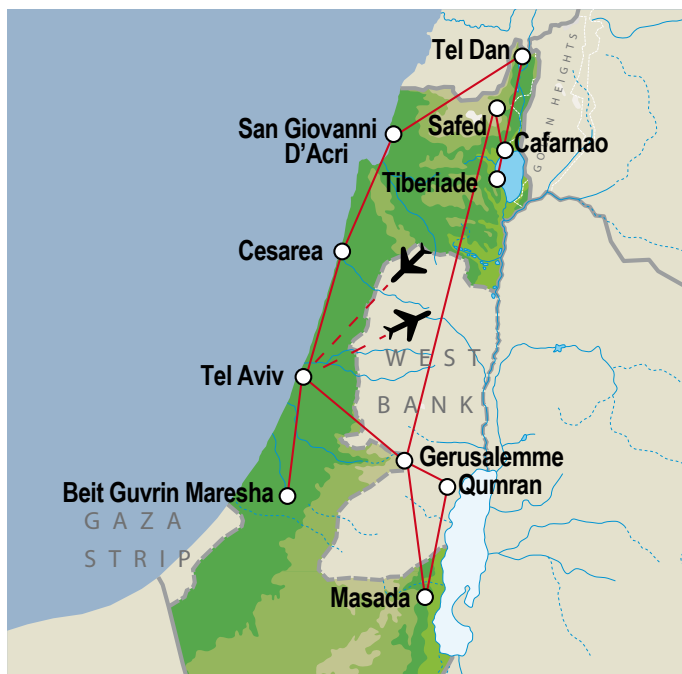 Tel Dan
GOLAN HEIGHTS
Safed
San Giovanni
D'Acri
Cafarnao
Tiberiade
Cesarea
Tel Aviv
WEST
BANK
Gerusalemme
Qumran
Beit Guvrin Maresha
GAZA
STRIP
Masada